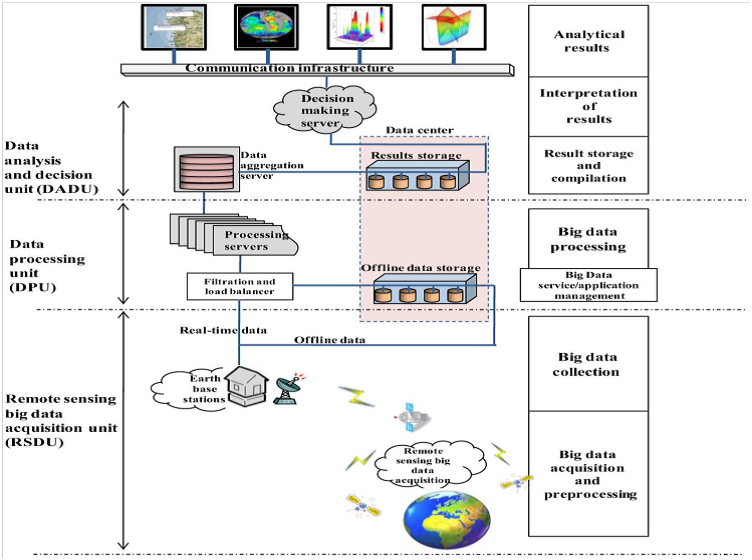 Communication infrastructure
Decision
making
server
Data center
Data
aggregation
server
Results storage
Data
analysis
and decision
unit (DADU)
Processing
servers
Data
processing
unit
(DPU)
Filtration and
load balancer
Offline data storage
Real-time data
Offline data
Earth
base
stations
Remote sensing
big data
acquisition unit
(RSDU)
Remote
sensing big
data
acquisition
Analytical
results
Interpretation
of
results
Result storage
and
compilation
Big data
processing
Big Data
service/application
management
Big data
collection
Big data
acquisition
and
preprocessing